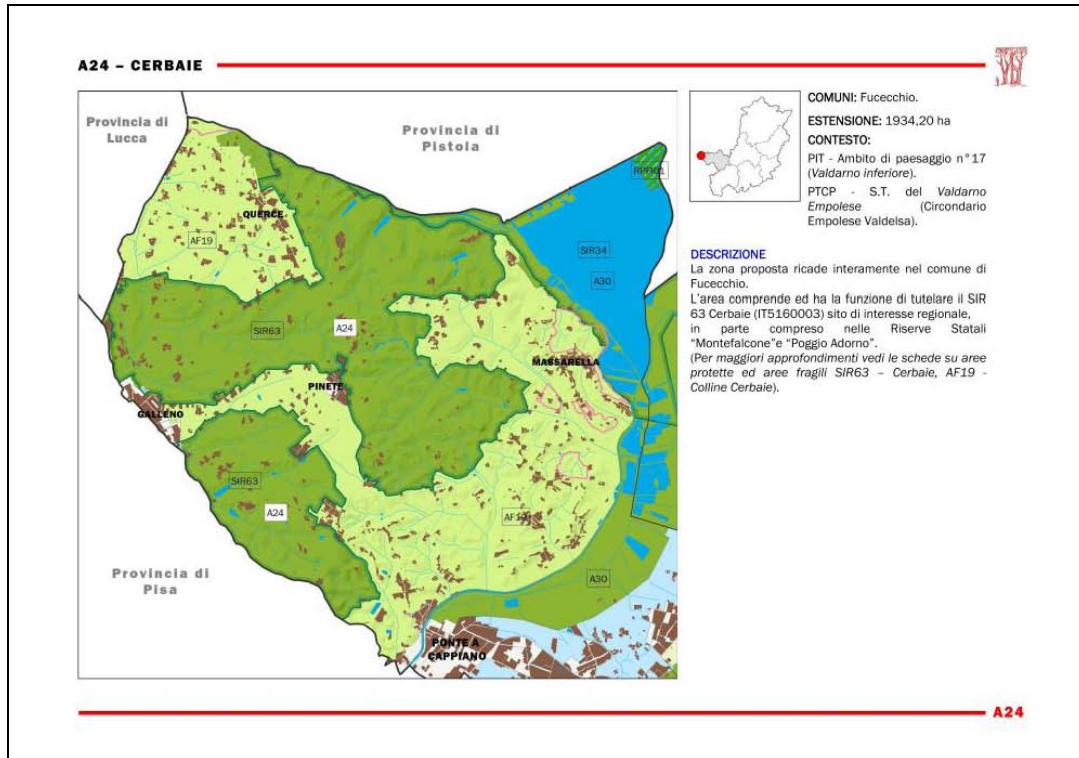 A24 – CERBAIE
Provincia di
Lucca
Provincia di
Pistoia
RPFI01
QUERCE
AF19
SIR34
A30
SIR63
A24
MASSARELLA
PINETE
GALLENO
SIR63
A24
AF19
A30
Provincia di
Pisa
PONTE A
CAPPIANO
COMUNI: Fucecchio.
ESTENSIONE: 1934,20 ha
CONTESTO:
PIT - Ambito di paesaggio n°17
(Valdarno inferiore).
PTCP - S.T. del Valdarno
Empolese (Circondario
Empolese Valdelsa).
DESCRIZIONE
La zona proposta ricade interamente nel comune di
Fucecchio.
L'area comprende ed ha la funzione di tutelare il SIR
63 Cerbaie (IT5160003) sito di interesse regionale,
in parte compreso nelle Riserve Statali
“Montefalcone”e “Poggio Adorno”.
(Per maggiori approfondimenti vedi le schede su aree
protette ed aree fragili SIR63 – Cerbaie, AF19 -
Colline Cerbaie).
A24